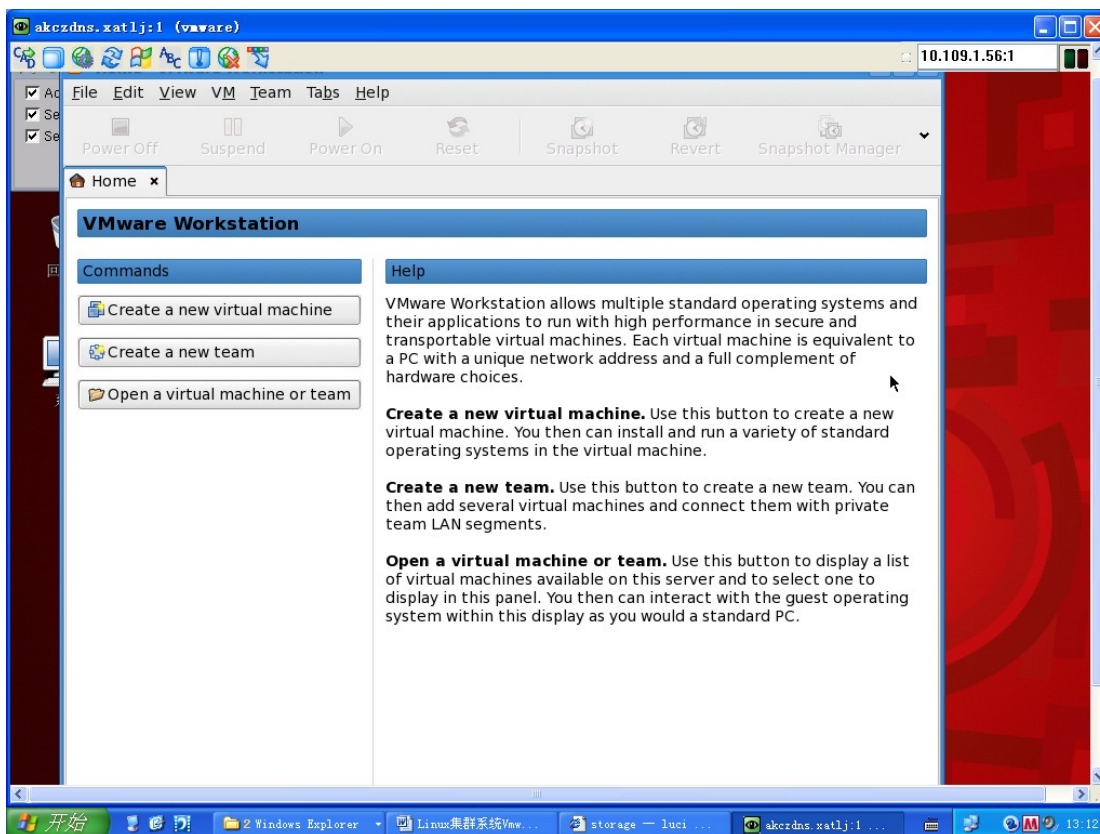 akczdns.xatlj:1 (vmware)
10.109.1.56:1
File Edit View VM Team Tabs Help
Power Off Suspend Power On Reset Snapshot Revert Snapshot Manager
Home
VMware Workstation
Commands
Create a new virtual machine
Create a new team
Open a virtual machine or team
Help
VMware Workstation allows multiple standard operating systems and
their applications to run with high performance in secure and
transportable virtual machines. Each virtual machine is equivalent to
a PC with a unique network address and a full complement of
hardware choices.
Create a new virtual machine. Use this button to create a new
virtual machine. You then can install and run a variety of standard
operating systems in the virtual machine.
Create a new team. Use this button to create a new team. You can
then add several virtual machines and connect them with private
team LAN segments.
Open a virtual machine or team. Use this button to display a list
of virtual machines available on this server and to select one to
display in this panel. You then can interact with the guest operating
system within this display as you would a standard PC.
开始 2 Windows Explorer Linux集群系统Vmw... storage — luci ... akczdns.xatlj:1 ... 13:12